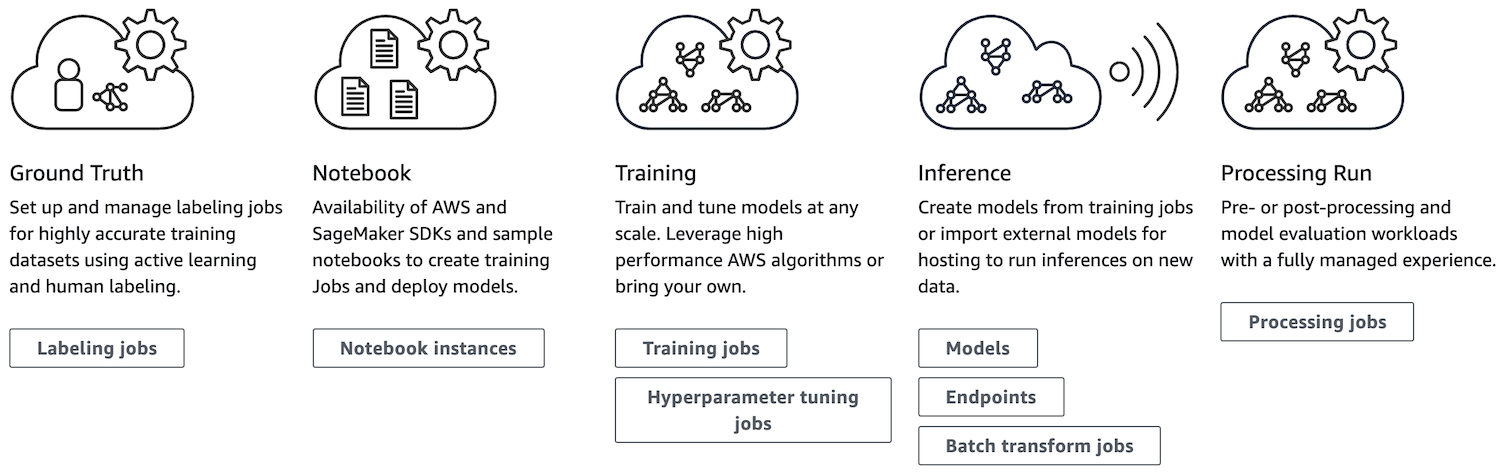 Ground Truth
Set up and manage labeling jobs
for highly accurate training
datasets using active learning
and human labeling.
Labeling jobs
Notebook
Availability of AWS and
SageMaker SDKs and sample
notebooks to create training
Jobs and deploy models.
Notebook instances
Training
Train and tune models at any
scale. Leverage high
performance AWS algorithms or
bring your own.
Training jobs
Hyperparameter tuning
jobs
Inference
Create models from training jobs
or import external models for
hosting to run inferences on new
data.
Models
Endpoints
Batch transform jobs
Processing Run
Pre- or post-processing and
model evaluation workloads
with a fully managed experience.
Processing jobs